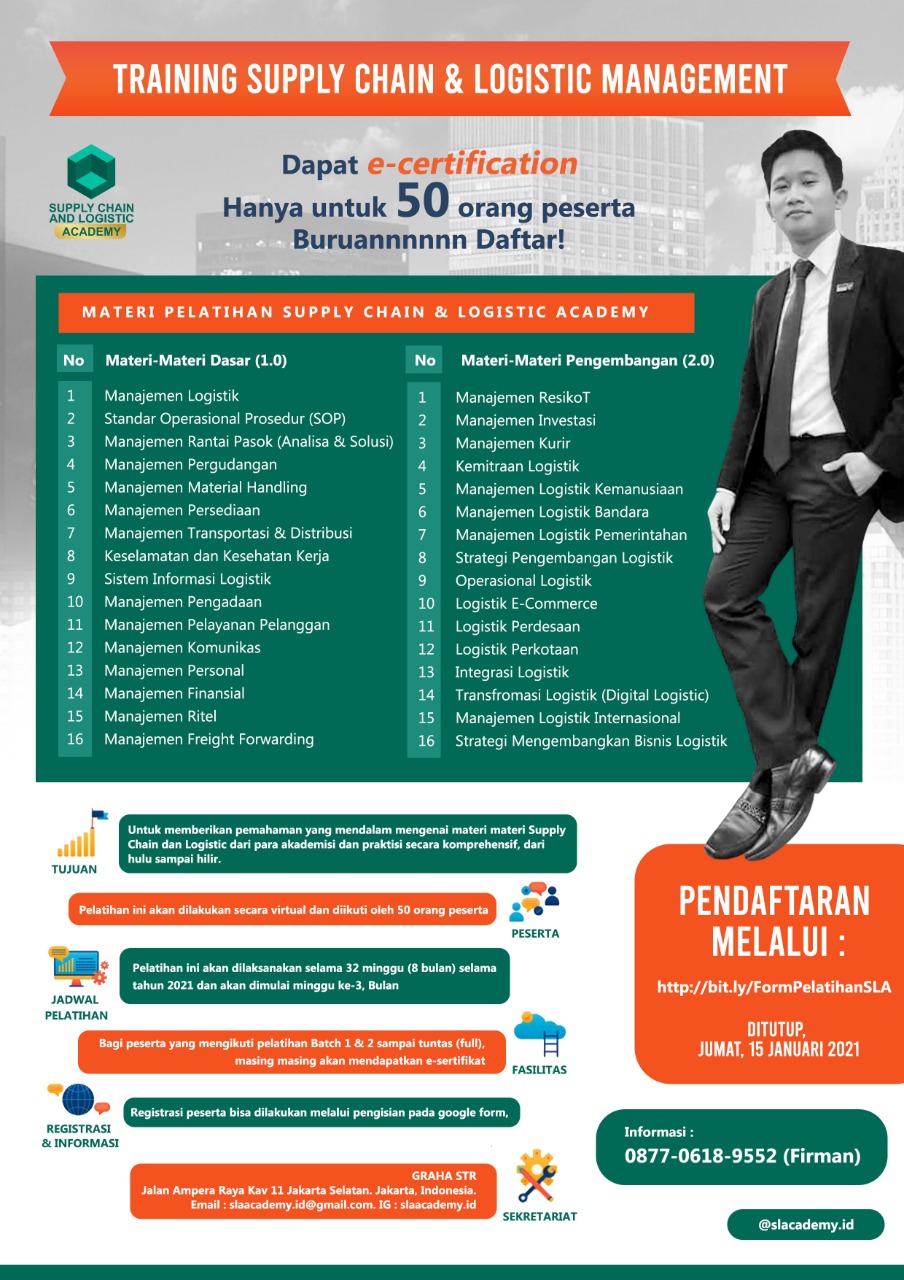 TRAINING SUPPLY CHAIN & LOGISTIC MANAGEMENT
SUPPLY CHAIN
AND LOGISTIC
ACADEMY
Dapat e-certification
Hanya untuk 50 orang peserta
Buruannnnnn Daftar!
MATERI PELATIHAN SUPPLY CHAIN & LOGISTIC ACADEMY
No Materi-Materi Dasar (1.0)
1 Manajemen Logistik
2 Standar Operasional Prosedur (SOP)
3 Manajemen Rantai Pasok (Analisa & Solusi)
4 Manajemen Pergudangan
5 Manajemen Material Handling
6 Manajemen Persediaan
7 Manajemen Transportasi & Distribusi
8 Keselamatan dan Kesehatan Kerja
9 Sistem Informasi Logistik
10 Manajemen Pengadaan
11 Manajemen Pelayanan Pelanggan
12 Manajemen Komunikas
13 Manajemen Personal
14 Manajemen Finansial
15 Manajemen Ritel
16 Manajemen Freight Forwarding
No Materi-Materi Pengembangan (2.0)
1 Manajemen ResikoT
2 Manajemen Investasi
3 Manajemen Kurir
4 Kemitraan Logistik
5 Manajemen Logistik Kemanusiaan
6 Manajemen Logistik Bandara
7 Manajemen Logistik Pemerintahan
8 Strategi Pengembangan Logistik
9 Operasional Logistik
10 Logistik E-Commerce
11 Logistik Perdesaan
12 Logistik Perkotaan
13 Integrasi Logistik
14 Transfromasi Logistik (Digital Logistic)
15 Manajemen Logistik Internasional
16 Strategi Mengembangkan Bisnis Logistik
TUJUAN
Untuk memberikan pemahaman yang mendalam mengenai materi materi Supply
Chain dan Logistic dari para akademisi dan praktisi secara komprehensif, dari
hulu sampai hilir.
Pelatihan ini akan dilakukan secara virtual dan diikuti oleh 50 orang peserta
PESERTA
JADWAL
PELATIHAN
Pelatihan ini akan dilaksanakan selama 32 minggu (8 bulan) selama
tahun 2021 dan akan dimulai minggu ke-3, Bulan
Bagi peserta yang mengikuti pelatihan Batch 1 & 2 sampai tuntas (full),
masing masing akan mendapatkan e-sertifikat
FASILITAS
REGISTRASI
& INFORMASI
Registrasi peserta bisa dilakukan melalui pengisian pada google form,
GRAHA STR
Jalan Ampera Raya Kav 11 Jakarta Selatan. Jakarta, Indonesia.
Email : slaacademy.id@gmail.com. IG : slaacademy.id
SEKRETARIAT
PENDAFTARAN
MELALUI :
http://bit.ly/FormPelatihanSLA
DITUTUP,
JUMAT, 15 JANUARI 2021
Informasi :
0877-0618-9552 (Firman)
@slacademy.id